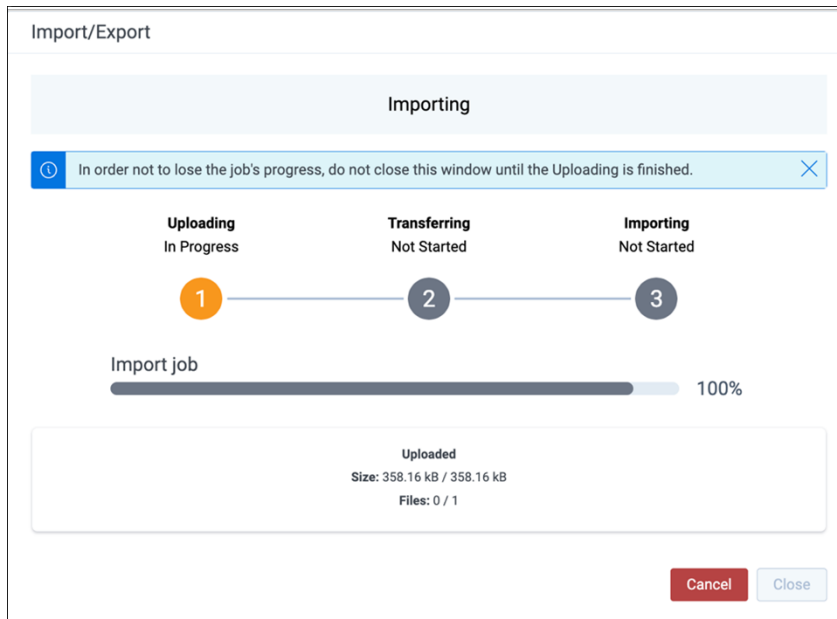 Import/Export
Importing
In order not to lose the job's progress, do not close this window until the Uploading is finished.
Uploading Transferring Importing
In Progress Not Started Not Started
1 2 3
Import job
100%
Uploaded
Size: 358.16 kB / 358.16 kB
Files: 0 / 1
Cancel Close